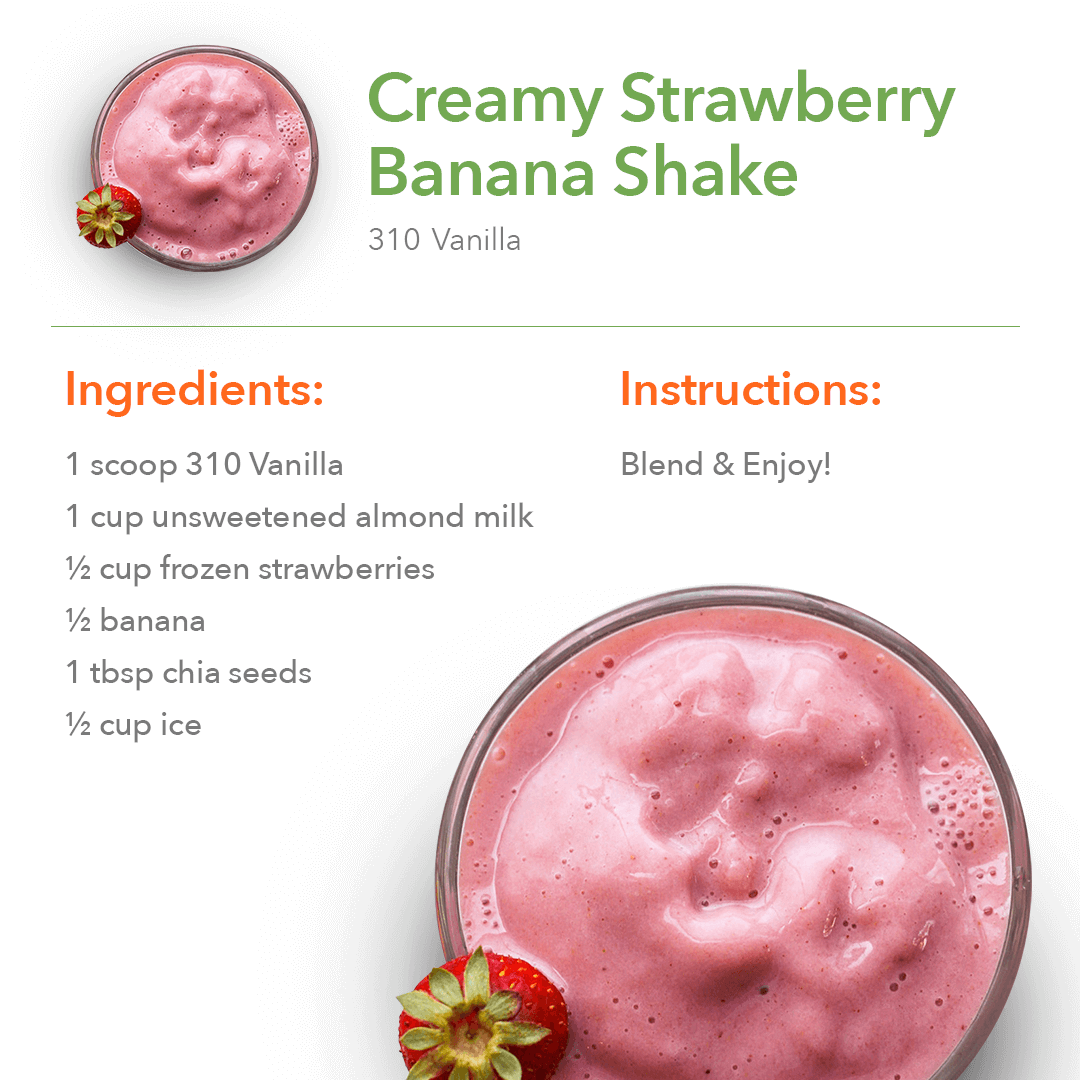 Creamy Strawberry
Banana Shake
310 Vanilla
Ingredients:
1 scoop 310 Vanilla
1 cup unsweetened almond milk
½ cup frozen strawberries
½ banana
1 tbsp chia seeds
½ cup ice
Instructions:
Blend & Enjoy!